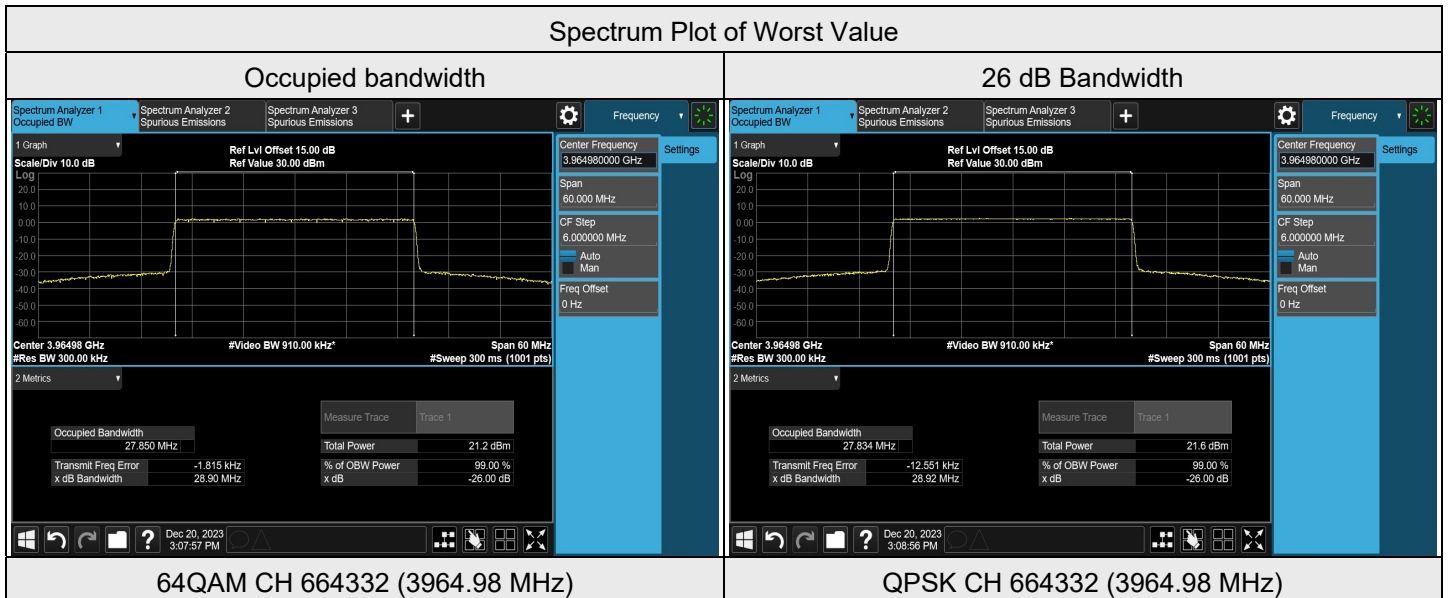 Spectrum Plot of Worst Value
Occupied bandwidth
26 dB Bandwidth
Spectrum Analyzer 1
Occupied BW
Spectrum Analyzer 2
Spurious Emissions
Spectrum Analyzer 3
Spurious Emissions
+
Frequency
1 Graph
Scale/Div 10.0 dB
Ref Lvl Offset 15.00 dB
Ref Value 30.00 dBm
Log
20.0
10.0
0.00
-10.0
-20.0
-30.0
-40.0
-50.0
-60.0
Center 3.96498 GHz
#Res BW 300.00 kHz
#Video BW 910.00 kHz*
Span 60 MHz
#Sweep 300 ms (1001 pts)
Center Frequency
3.964980000 GHz
Settings
Span
60.000 MHz
CF Step
6.000000 MHz
Auto
Man
Freq Offset
0 Hz
2 Metrics
Measure Trace Trace 1
Occupied Bandwidth
27.850 MHz
Total Power 21.2 dBm
Transmit Freq Error -1.815 kHz
% of OBW Power 99.00 %
x dB Bandwidth 28.90 MHz
x dB -26.00 dB
?
Dec 20, 2023
3:07:57 PM
64QAM CH 664332 (3964.98 MHz)
Spectrum Analyzer 1
Occupied BW
Spectrum Analyzer 2
Spurious Emissions
Spectrum Analyzer 3
Spurious Emissions
+
Frequency
1 Graph
Scale/Div 10.0 dB
Ref Lvl Offset 15.00 dB
Ref Value 30.00 dBm
Log
20.0
10.0
0.00
-10.0
-20.0
-30.0
-40.0
-50.0
-60.0
Center 3.96498 GHz
#Res BW 300.00 kHz
#Video BW 910.00 kHz*
Span 60 MHz
#Sweep 300 ms (1001 pts)
Center Frequency
3.964980000 GHz
Settings
Span
60.000 MHz
CF Step
6.000000 MHz
Auto
Man
Freq Offset
0 Hz
2 Metrics
Measure Trace Trace 1
Occupied Bandwidth
27.834 MHz
Total Power 21.6 dBm
Transmit Freq Error -12.551 kHz
% of OBW Power 99.00 %
x dB Bandwidth 28.92 MHz
x dB -26.00 dB
?
Dec 20, 2023
3:08:56 PM
QPSK CH 664332 (3964.98 MHz)